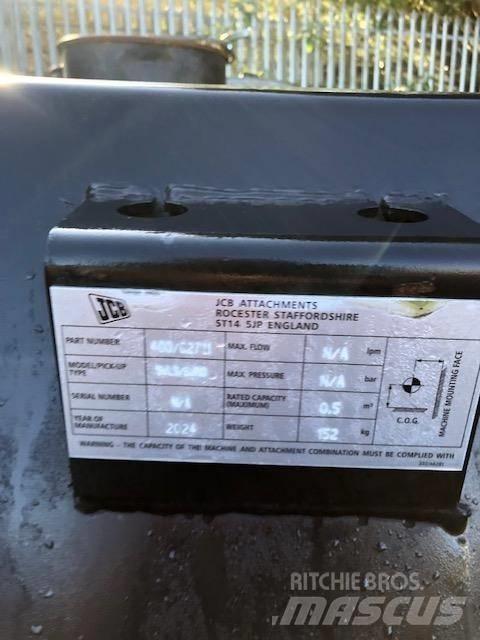 JCB
JCB ATTACHMENTS
ROCESTER STAFFORDSHIRE
ST14 5JP ENGLAND
PART NUMBER
MAX. FLOW N/A lpm
MODEL/PICK-UP
TYPE
MAX. PRESSURE N/A bar
SERIAL NUMBER N/A
RATED CAPACITY
(MAXIMUM) 0.5 m³
YEAR OF
MANUFACTURE 2024
WEIGHT 152 kg
C.O.G.
MACHINE MOUNTING FACE
WARNING - THE CAPACITY OF THE MACHINE AND ATTACHMENT COMBINATION MUST BE COMPLIED WITH
RITCHIE BROS.
MASCUS